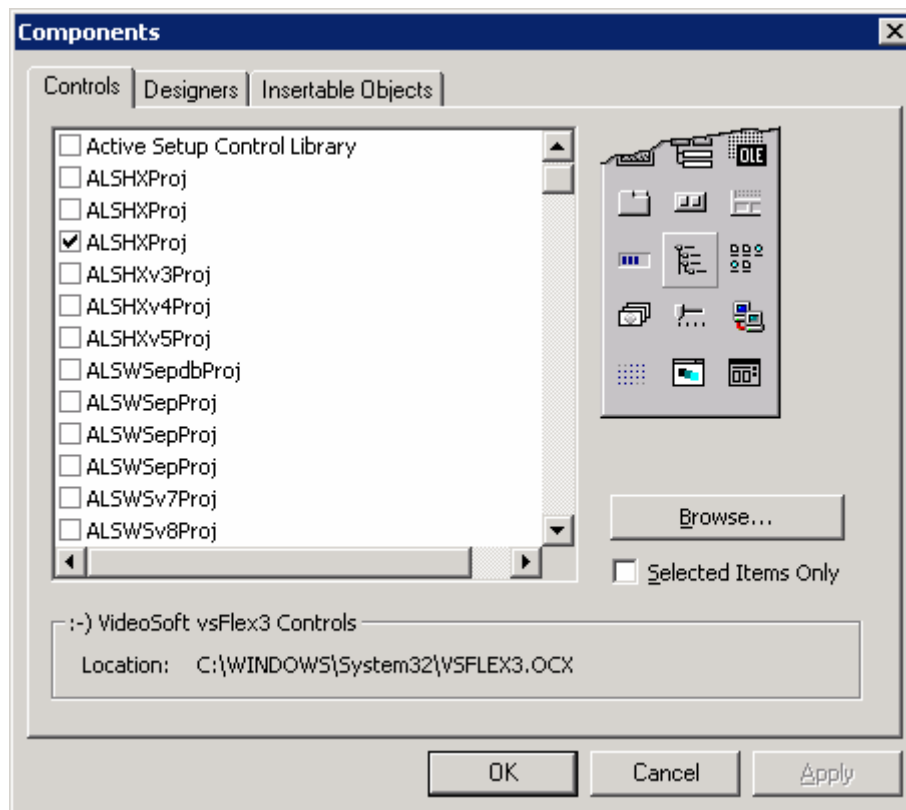 Components
Controls Designers Insertable Objects
Active Setup Control Library
ALSHXProj
ALSHXProj
ALSHXProj
ALSHXv3Proj
ALSHXv4Proj
ALSHXv5Proj
ALSWSepdbProj
ALSWSepProj
ALSWSepProj
ALSWSepProj
ALSWSv7Proj
ALSWSv8Proj
OLE
Browse...
Selected Items Only
:-) VideoSoft vsFlex3 Controls
Location: C:\WINDOWS\System32\VSFLEX3.OCX
OK Cancel Apply